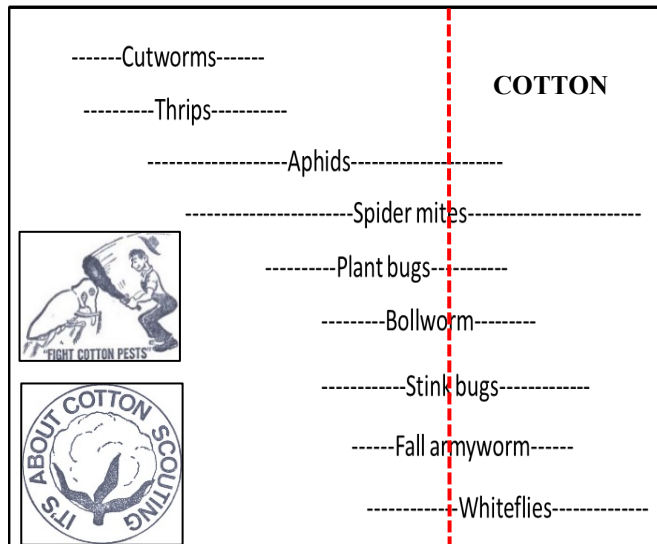 -------Cutworms-------
COTTON
----------Thrips-----------
--------------------Aphids----------------------
------------------------Spider mites-------------------------
----------Plant bugs-----------
---------Bollworm---------
------------Stink bugs-------------
------Fall armyworm------
-------------Whiteflies--------------
"FIGHT COTTON PESTS"
IT'S ABOUT COTTON SCOUTING